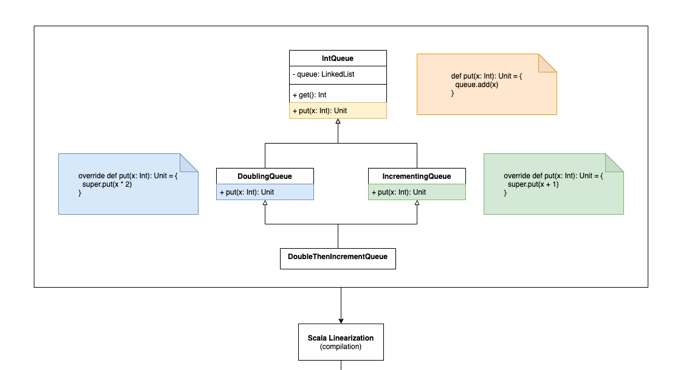 IntQueue
- queue: LinkedList
+ get(): Int
+ put(x: Int): Unit
def put(x: Int): Unit = {
queue.add(x)
}
override def put(x: Int): Unit = {
super.put(x * 2)
}
DoublingQueue
+ put(x: Int): Unit
IncrementingQueue
+ put(x: Int): Unit
override def put(x: Int): Unit = {
super.put(x + 1)
}
DoubleThenIncrementQueue
Scala Linearization
(compilation)